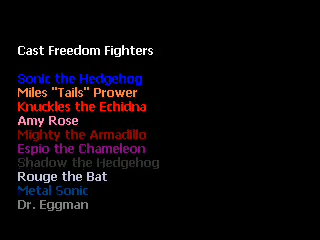 Cast Freedom Fighters
Sonic the Hedgehog
Miles "Tails" Prower
Knuckles the Echidna
Amy Rose
Mighty the Armadillo
Espio the Chameleon
Shadow the Hedgehog
Rouge the Bat
Metal Sonic
Dr. Eggman